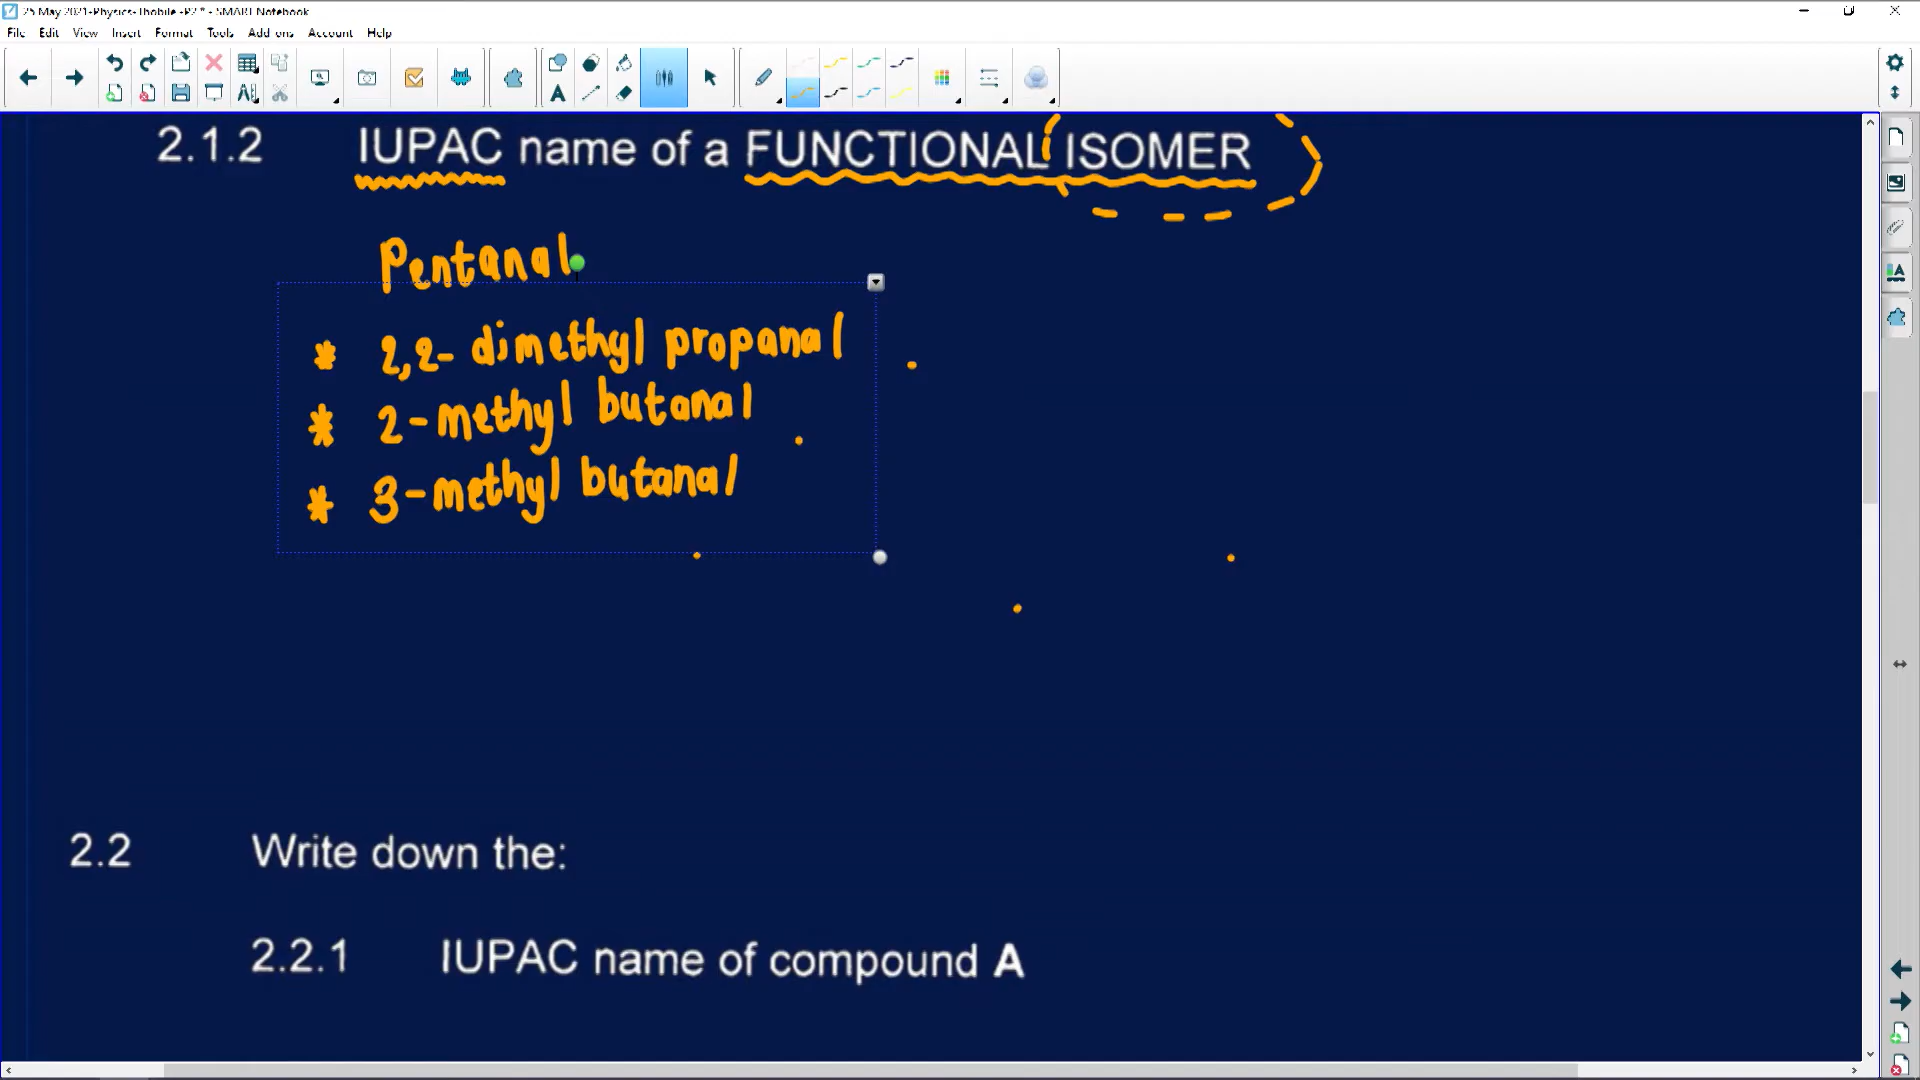 25 May 2021-Physics-Thobile -P2 * - SMART Notebook
File Edit View Insert Format Tools Add-ons Account Help
2.1.2 IUPAC name of a FUNCTIONAL ISOMER
Pentanal
* 2,2- dimethyl propanal
* 2-methyl butanal
* 3-methyl butanal
2.2 Write down the:
2.2.1 IUPAC name of compound A